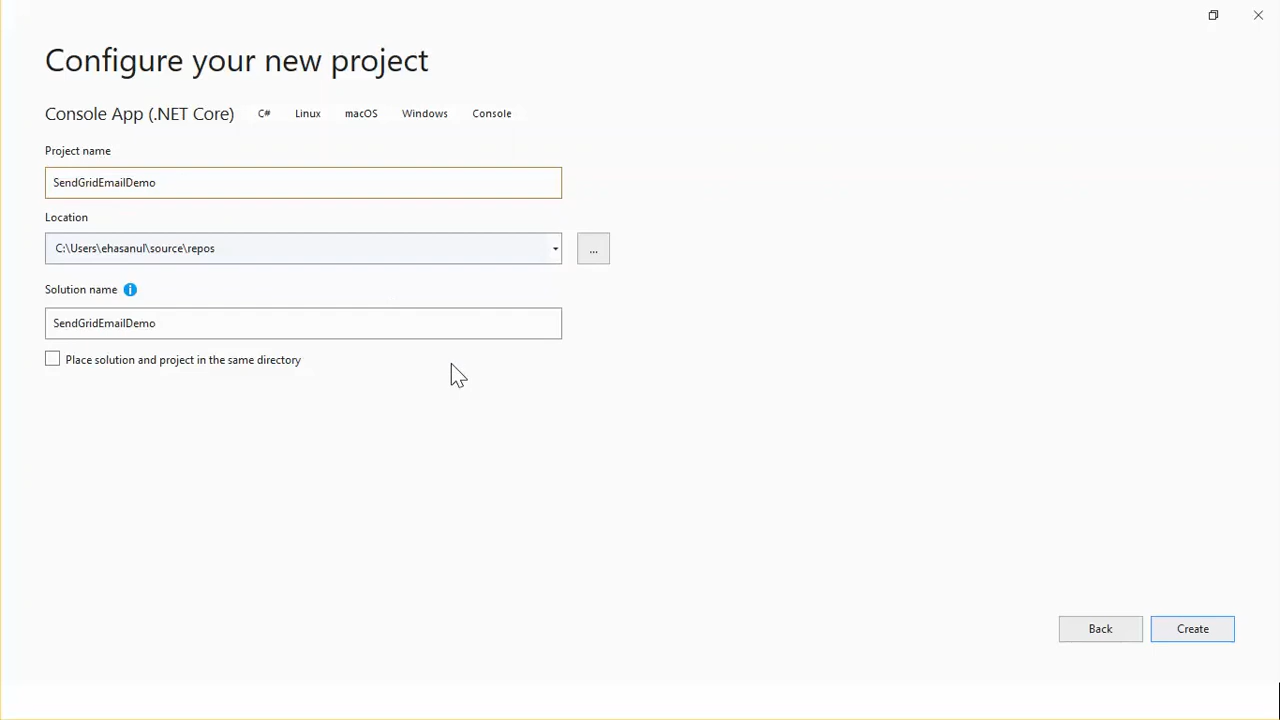 Configure your new project
Console App (.NET Core) C# Linux macOS Windows Console
Project name
SendGridEmailDemo
Location
C:\Users\ehasanul\source\repos
...
Solution name
SendGridEmailDemo
Place solution and project in the same directory
Back Create